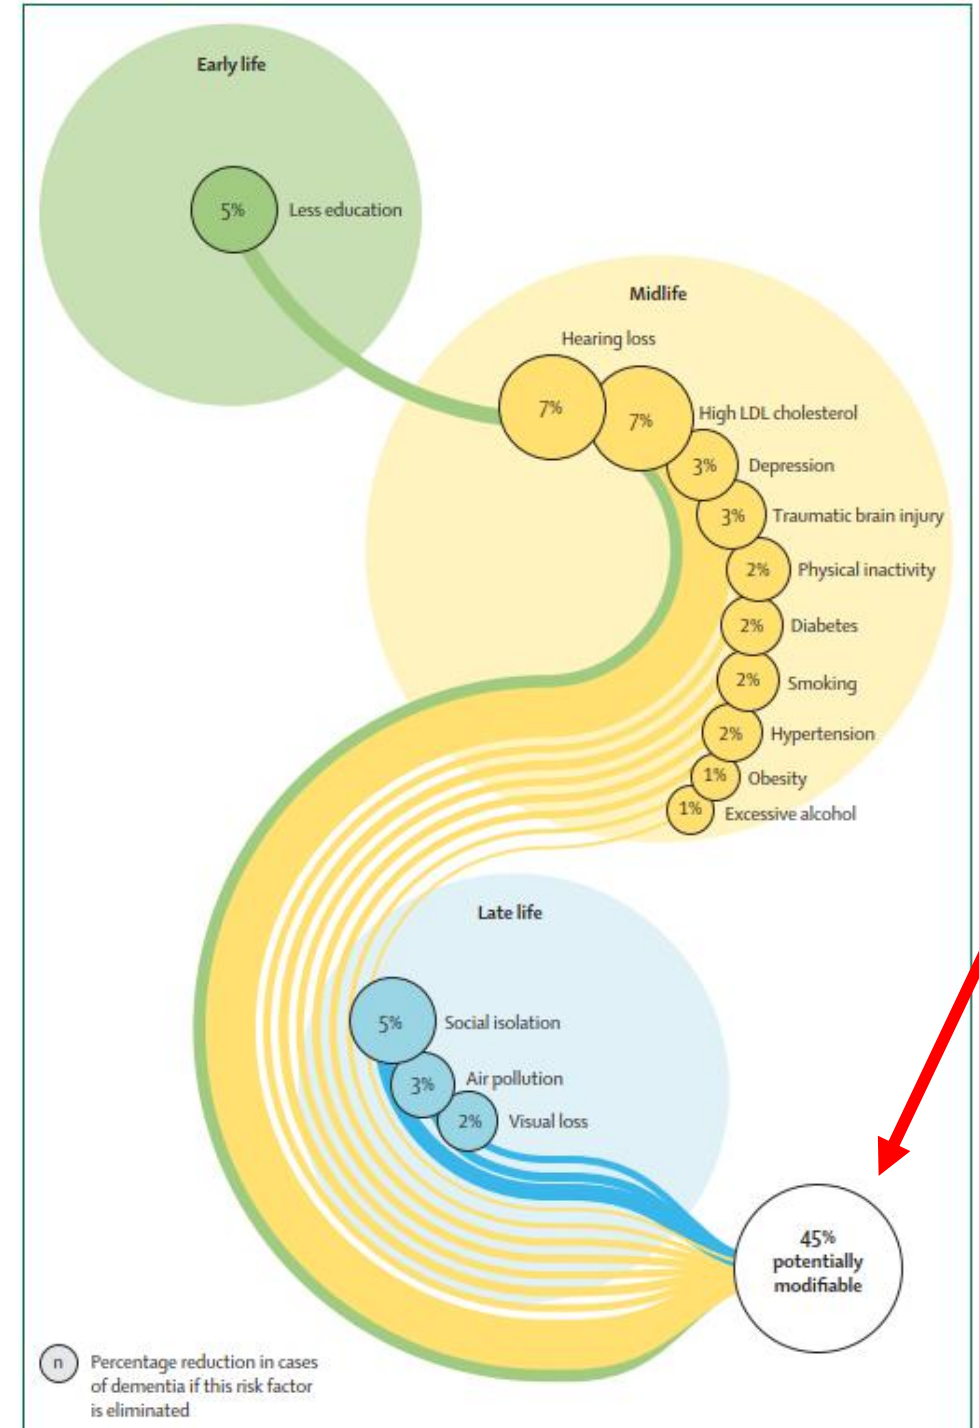 Early life
5%
Less education
Midlife
Hearing loss
7%
7%
High LDL cholesterol
3%
Depression
3%
Traumatic brain injury
2%
Physical inactivity
2%
Diabetes
2%
Smoking
2%
Hypertension
1%
Obesity
1%
Excessive alcohol
Late life
5%
Social isolation
3%
Air pollution
2%
Visual loss
45%
potentially
modifiable
n
Percentage reduction in cases
of dementia if this risk factor
is eliminated